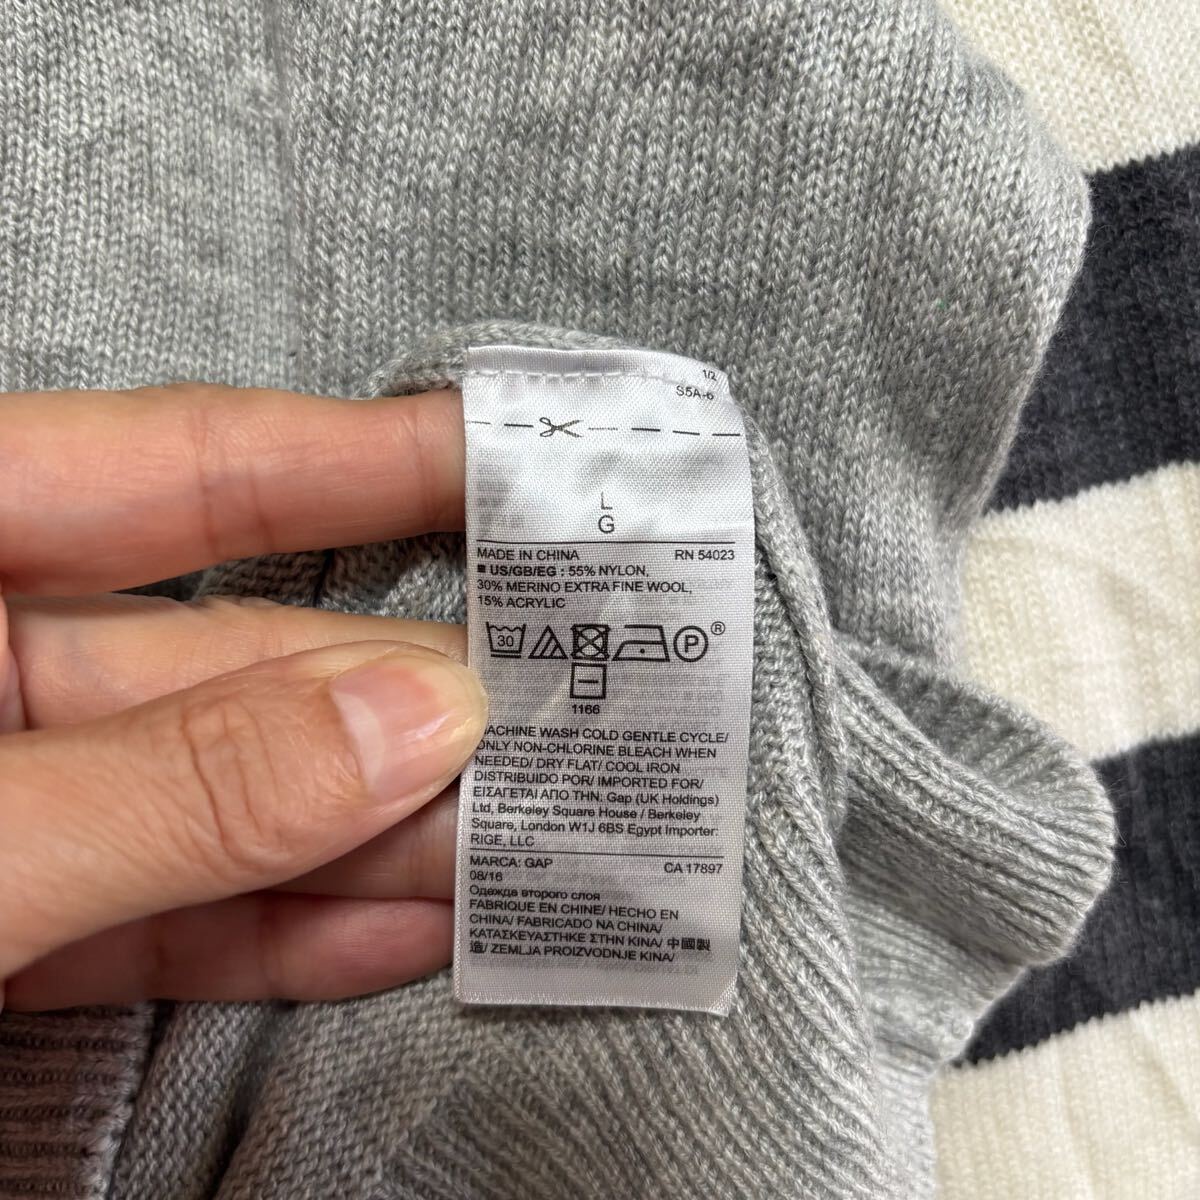 1/2
S5A-6
L
G
MADE IN CHINA RN 54023
■ US/GB/EG : 55% NYLON,
30% MERINO EXTRA FINE WOOL,
15% ACRYLIC
30 P ®
1166
MACHINE WASH COLD GENTLE CYCLE/
ONLY NON-CHLORINE BLEACH WHEN
NEEDED/ DRY FLAT/ COOL IRON
DISTRIBUIDO POR/ IMPORTED FOR/
ΕΙΣΑΓΕΤΑΙ ΑΠΟ ΤΗΝ: Gap (UK Holdings)
Ltd, Berkeley Square House / Berkeley
Square, London W1J 6BS Egypt Importer:
RIGE, LLC
MARCA: GAP CA 17897
08/16
Одежда второго слоя
FABRIQUE EN CHINE/ HECHO EN
CHINA/ FABRICADO NA CHINA/
ΚΑΤΑΣΚΕΥΑΣΤΗΚΕ ΣΤΗΝ ΚΙΝΑ/ 中國製
造/ ZEMLJA PROIZVODNJE KINA/